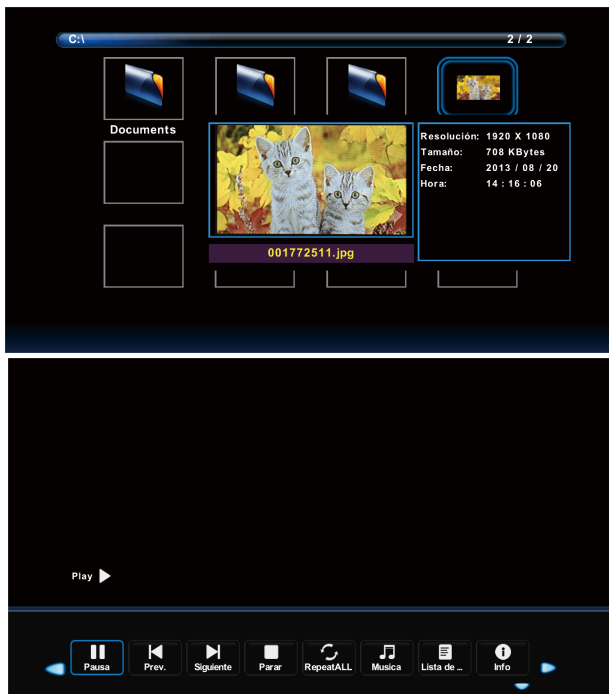 C:\ 2 / 2
Documents
Resolución: 1920 X 1080
Tamaño: 708 KBytes
Fecha: 2013 / 08 / 20
Hora: 14 : 16 : 06
001772511.jpg
Play
Pausa Prev. Siguiente Parar RepeatALL Musica Lista de ... Info